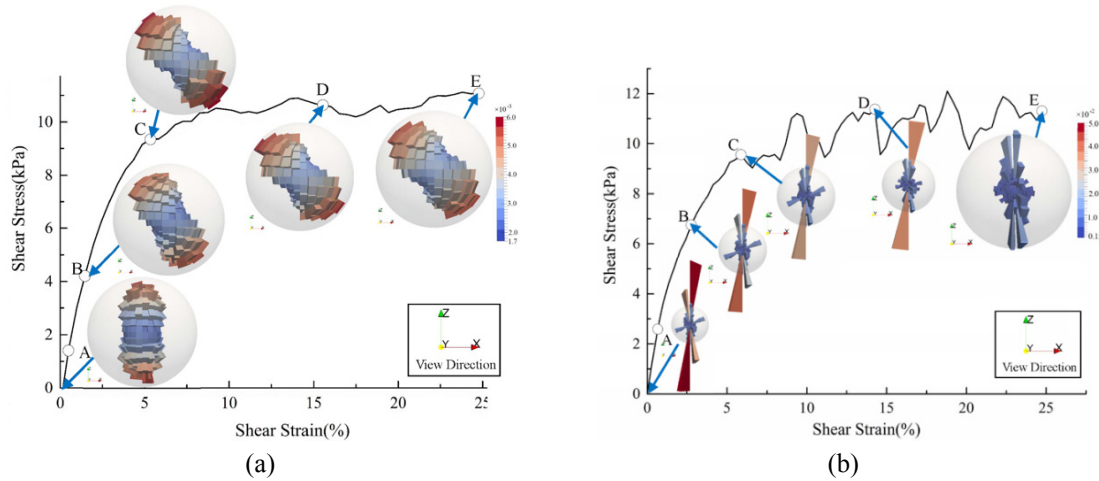 Shear Stress(kPa)
10
8
6
4
2
0
0
5
10
15
20
25
Shear Strain(%)
A
B
C
D
E
×10⁻³
6.0
5.0
4.0
3.0
2.0
1.7
Z
Y
X
View Direction
(a)
Shear Stress(kPa)
12
10
8
6
4
2
0
0
5
10
15
20
25
Shear Strain(%)
A
B
C
D
E
×10⁻²
5.0
4.0
3.0
2.0
1.0
Z
Y
X
View Direction
(b)